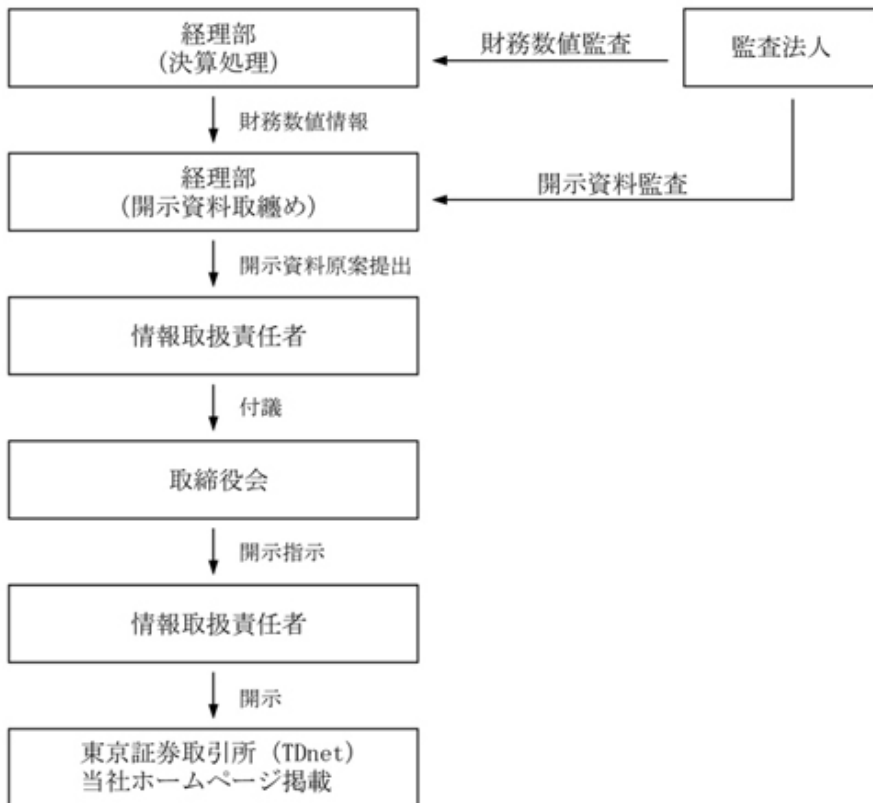 経理部
(決算処理)
財務数値監査
監査法人
財務数値情報
経理部
(開示資料取纏め)
開示資料監査
開示資料原案提出
情報取扱責任者
付議
取締役会
開示指示
情報取扱責任者
開示
東京証券取引所 (TDnet)
当社ホームページ掲載